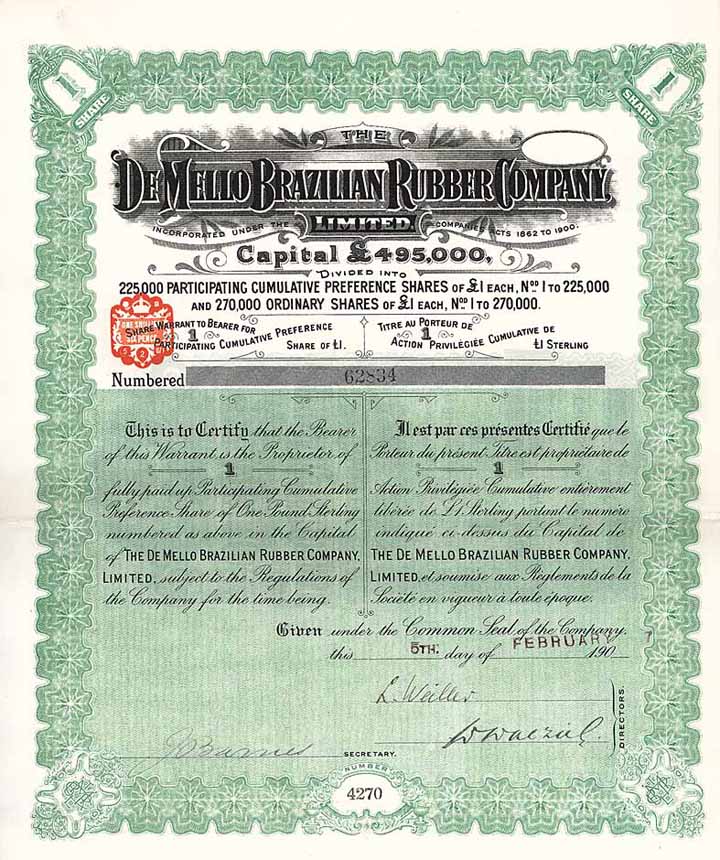 1
SHARE
1
SHARE
THE
DE MELLO BRAZILIAN RUBBER COMPANY,
LIMITED.
INCORPORATED UNDER THE COMPANIES ACTS 1862 TO 1900.
Capital £495,000,
DIVIDED INTO
225,000 PARTICIPATING CUMULATIVE PREFERENCE SHARES OF £1 EACH, Nos 1 TO 225,000
AND 270,000 ORDINARY SHARES OF £1 EACH, Nos 1 TO 270,000.
ONE SHILLING
SIX PENCE
SHARE WARRANT TO BEARER FOR
1
PARTICIPATING CUMULATIVE PREFERENCE SHARE OF £1.
TITRE AU PORTEUR DE
1
ACTION PRIVILÉGIÉE CUMULATIVE DE £1 STERLING
Numbered 62834
This is to Certify that the Bearer
of this Warrant is the Proprietor of
1
fully paid up Participating Cumulative
Preference Share of One Pound Sterling
numbered as above in the Capital
of THE DE MELLO BRAZILIAN RUBBER COMPANY,
LIMITED, subject to the Regulations of
the Company for the time being.
Il est par ces présentes Certifié que le
Porteur du présent Titre est propriétaire de
1
Action Privilégiée Cumulative entièrement
libérée de £1 Sterling portant le numéro
indiqué ci-dessus du Capital de
THE DE MELLO BRAZILIAN RUBBER COMPANY,
LIMITED, et soumise aux Règlements de la
Société en vigueur à toute époque.
Given under the Common Seal of the Company.
this 5TH. day of FEBRUARY 190 7
L. Weiller
DIRECTORS.
J Barnes
SECRETARY.
NUMBER
4270